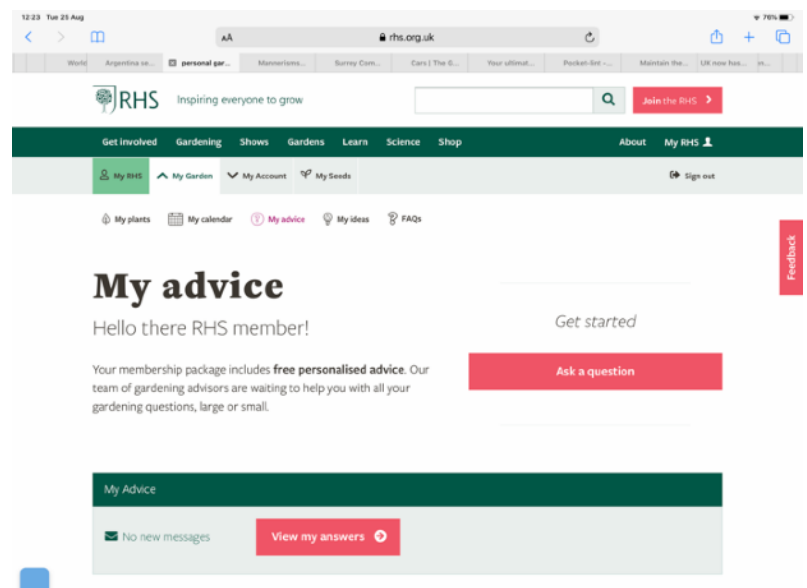 12:23 Tue 25 Aug
76%
AA
rhs.org.uk
World
Argentina se...
personal gar...
Mannerisms...
Surrey Com...
Cars | The G...
Your ultimat...
Pocket-lint -...
Maintain the...
UK now has...
RHS
Inspiring everyone to grow
Join the RHS
Get involved Gardening Shows Gardens Learn Science Shop About My RHS
My RHS My Garden My Account My Seeds Sign out
My plants My calendar My advice My ideas FAQs
Feedback
My advice
Hello there RHS member!
Your membership package includes free personalised advice. Our
team of gardening advisors are waiting to help you with all your
gardening questions, large or small.
Get started
Ask a question
My Advice
No new messages
View my answers